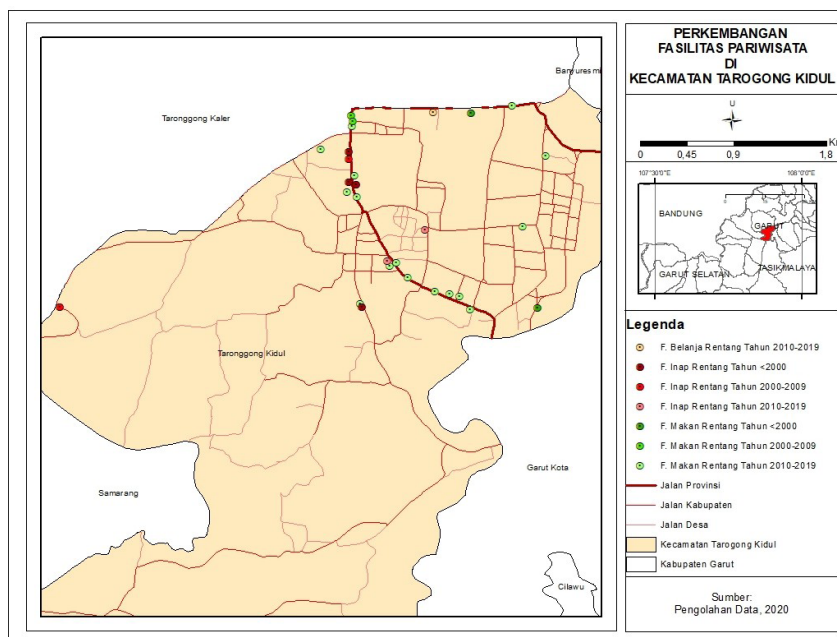 PERKEMBANGAN
FASILITAS PARIWISATA
DI
KECAMATAN TAROGONG KIDUL
U
Ki
0 0,45 0,9 1,8
107°30'0"E 108°0'0"E
BANDUNG
GARUT
GARUT SELATAN
TASIKMALAYA
Legenda
F. Belanja Rentang Tahun 2010-2019
F. Inap Rentang Tahun <2000
F. Inap Rentang Tahun 2000-2009
F. Inap Rentang Tahun 2010-2019
F. Makan Rentang Tahun <2000
F. Makan Rentang Tahun 2000-2009
F. Makan Rentang Tahun 2010-2019
Jalan Provinsi
Jalan Kabupaten
Jalan Desa
Kecamatan Tarogong Kidul
Kabupaten Garut
Sumber:
Pengolahan Data, 2020
Banyuresmi
Taronggong Kaler
Taronggong Kidul
Garut Kota
Samarang
Cilawu